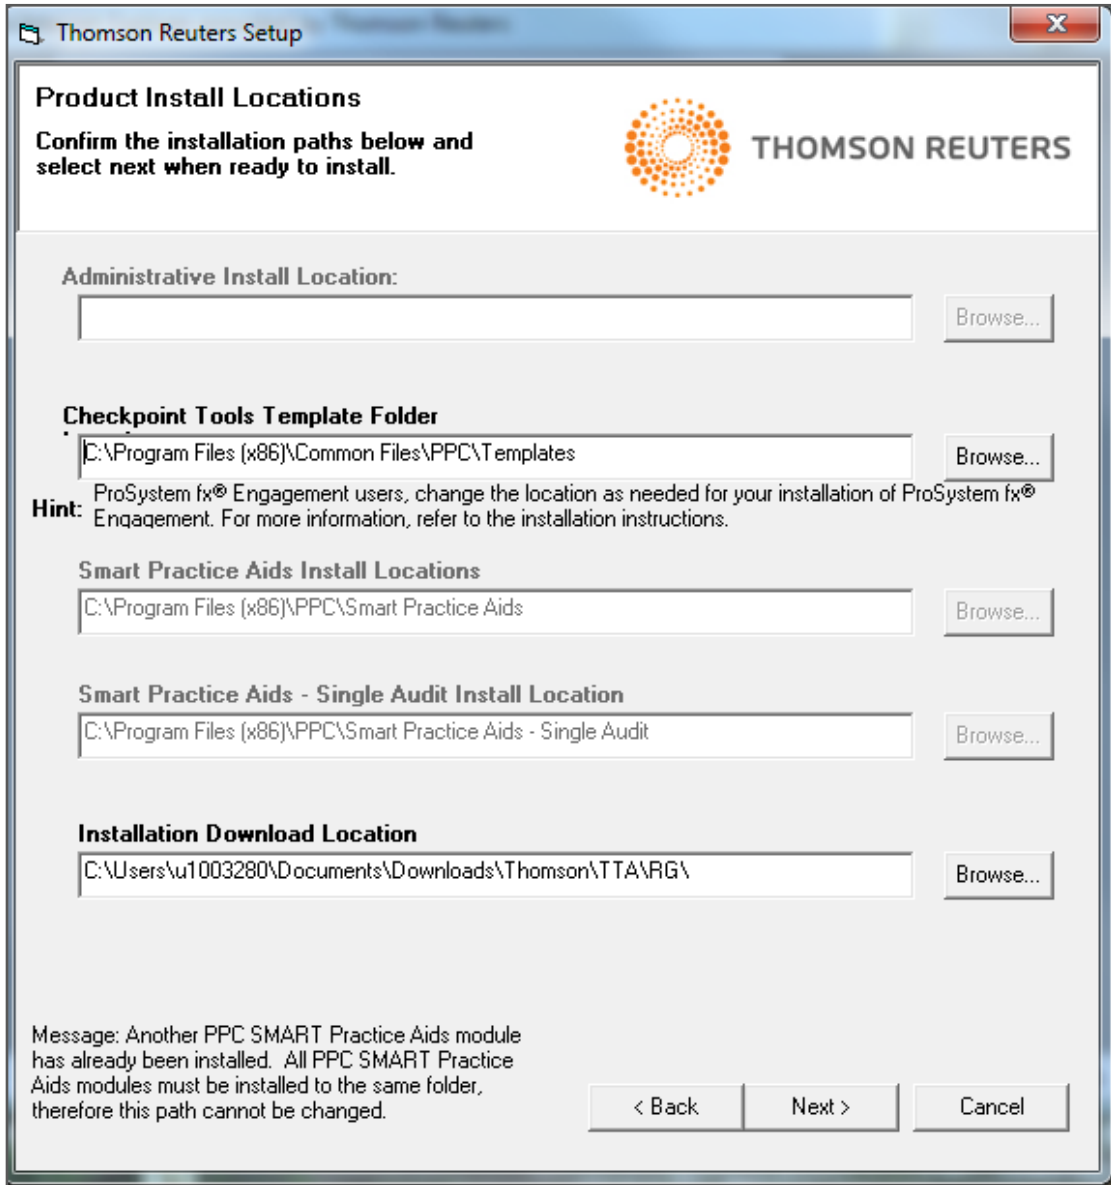 Thomson Reuters Setup
Product Install Locations
Confirm the installation paths below and
select next when ready to install.
THOMSON REUTERS
Administrative Install Location:
Browse...
Checkpoint Tools Template Folder
C:\Program Files (x86)\Common Files\PPC\Templates
Browse...
Hint: ProSystem fx® Engagement users, change the location as needed for your installation of ProSystem fx®
Engagement. For more information, refer to the installation instructions.
Smart Practice Aids Install Locations
C:\Program Files (x86)\PPC\Smart Practice Aids
Browse...
Smart Practice Aids - Single Audit Install Location
C:\Program Files (x86)\PPC\Smart Practice Aids - Single Audit
Browse...
Installation Download Location
C:\Users\u1003280\Documents\Downloads\Thomson\TTA\RG\
Browse...
Message: Another PPC SMART Practice Aids module
has already been installed. All PPC SMART Practice
Aids modules must be installed to the same folder,
therefore this path cannot be changed.
< Back
Next >
Cancel